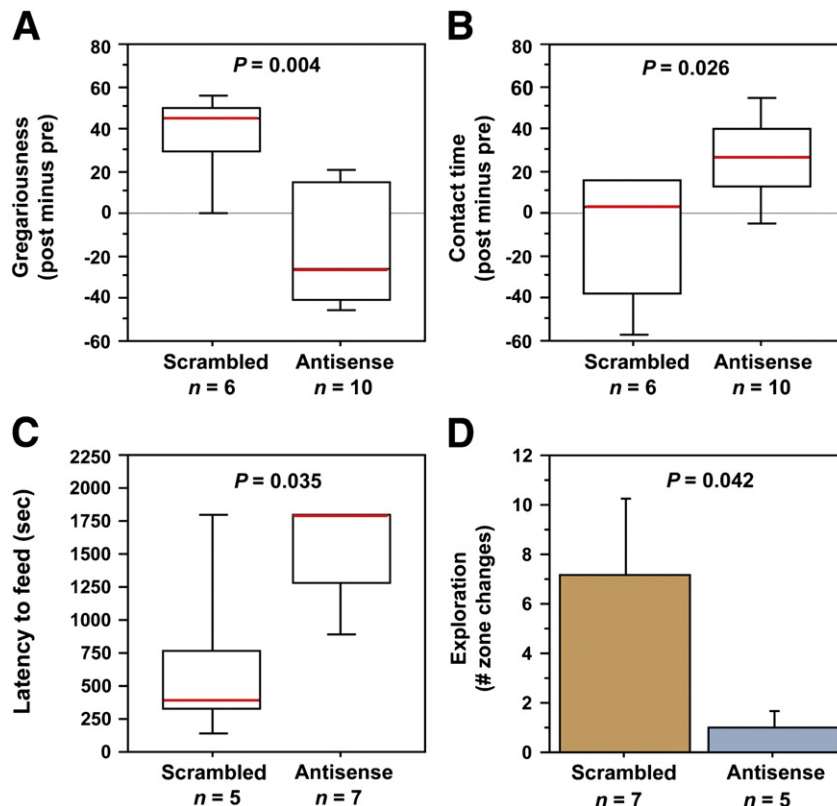 A
Gregariousness
(post minus pre)
80
60
40
20
0
-20
-40
-60
P = 0.004
Scrambled
n = 6
Antisense
n = 10
B
Contact time
(post minus pre)
80
60
40
20
0
-20
-40
-60
P = 0.026
Scrambled
n = 6
Antisense
n = 10
C
Latency to feed (sec)
2250
2000
1750
1500
1250
1000
750
500
250
0
P = 0.035
Scrambled
n = 5
Antisense
n = 7
D
Exploration
(# zone changes)
12
10
8
6
4
2
0
P = 0.042
Scrambled
n = 7
Antisense
n = 5